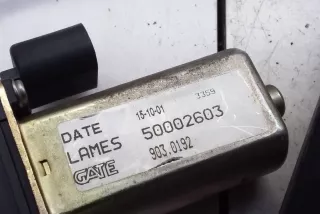 DATE 15-10-01 3359
LAMES 50002603
GATE 903.0192